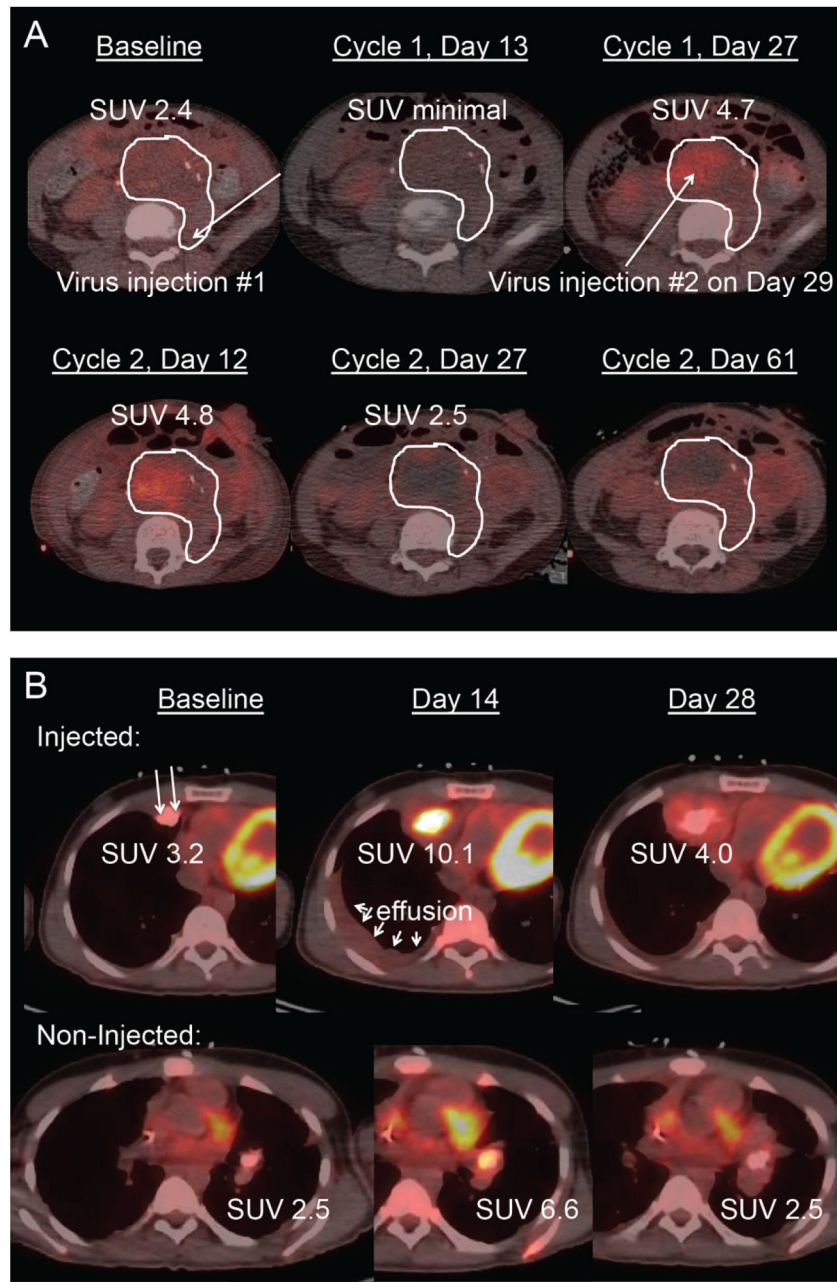 A
Baseline
Cycle 1, Day 13
Cycle 1, Day 27
SUV 2.4
SUV minimal
SUV 4.7
Virus injection #1
Virus injection #2 on Day 29
Cycle 2, Day 12
Cycle 2, Day 27
Cycle 2, Day 61
SUV 4.8
SUV 2.5
B
Baseline
Day 14
Day 28
Injected:
SUV 3.2
SUV 10.1
SUV 4.0
effusion
Non-Injected:
SUV 2.5
SUV 6.6
SUV 2.5